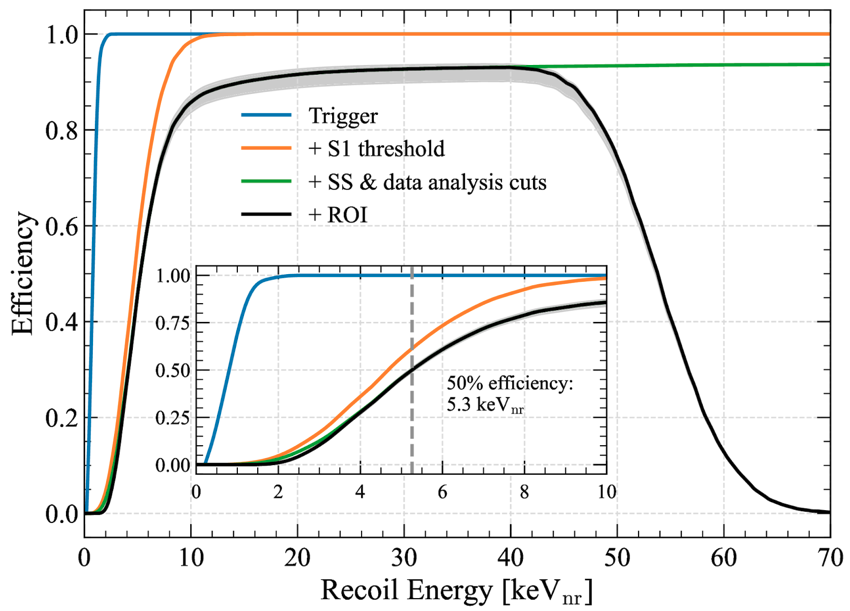 1.0
0.8
0.6
0.4
0.2
0.0
Efficiency
Trigger
+ S1 threshold
+ SS & data analysis cuts
+ ROI
1.00
0.75
0.50
0.25
0.00
50% efficiency:
5.3 keVnr
0 2 4 6 8 10
0 10 20 30 40 50 60 70
Recoil Energy [keVnr]